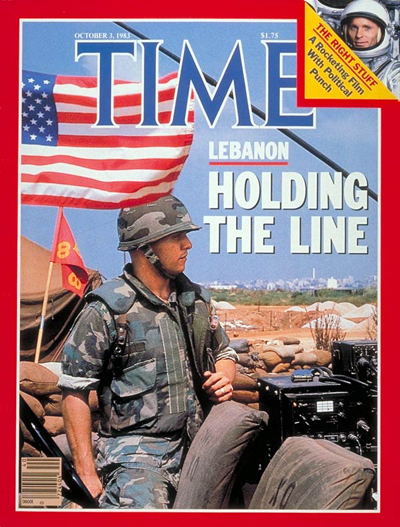 OCTOBER 3, 1983
$1.75
TIME
THE RIGHT STUFF
A Rocketing Film
With Political
Punch
LEBANON
HOLDING
THE LINE